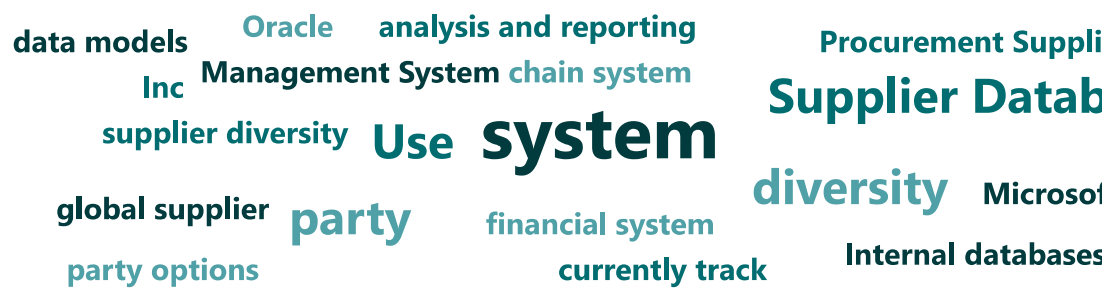 Oracle
analysis and reporting
data models
Procurement Suppli
Management System
chain system
Inc
Supplier Datab
supplier diversity
Use
system
diversity
Microsof
global supplier
party
financial system
Internal databases
party options
currently track